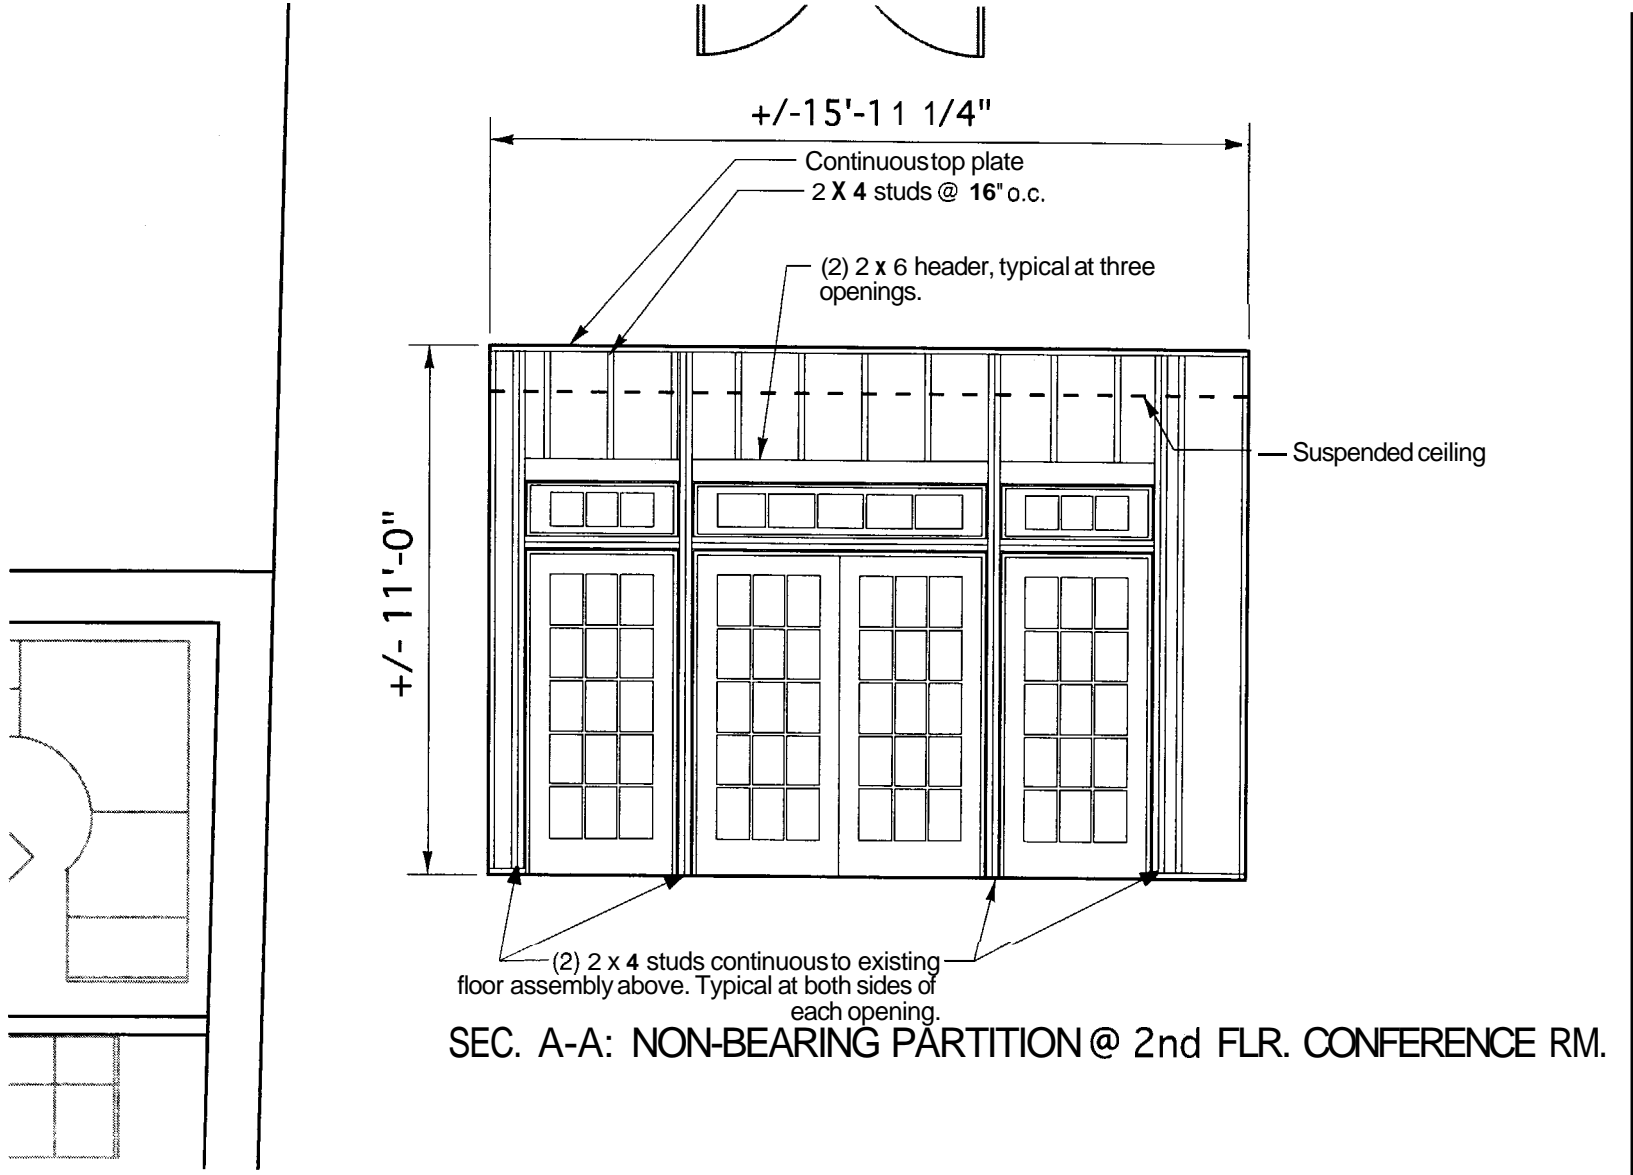 +/-15'-11 1/4"
Continuous top plate
2 X 4 studs @ 16" o.c.
(2) 2 x 6 header, typical at three
openings.
Suspended ceiling
+/- 11'-0"
(2) 2 x 4 studs continuous to existing
floor assembly above. Typical at both sides of
each opening.
SEC. A-A: NON-BEARING PARTITION @ 2nd FLR. CONFERENCE RM.